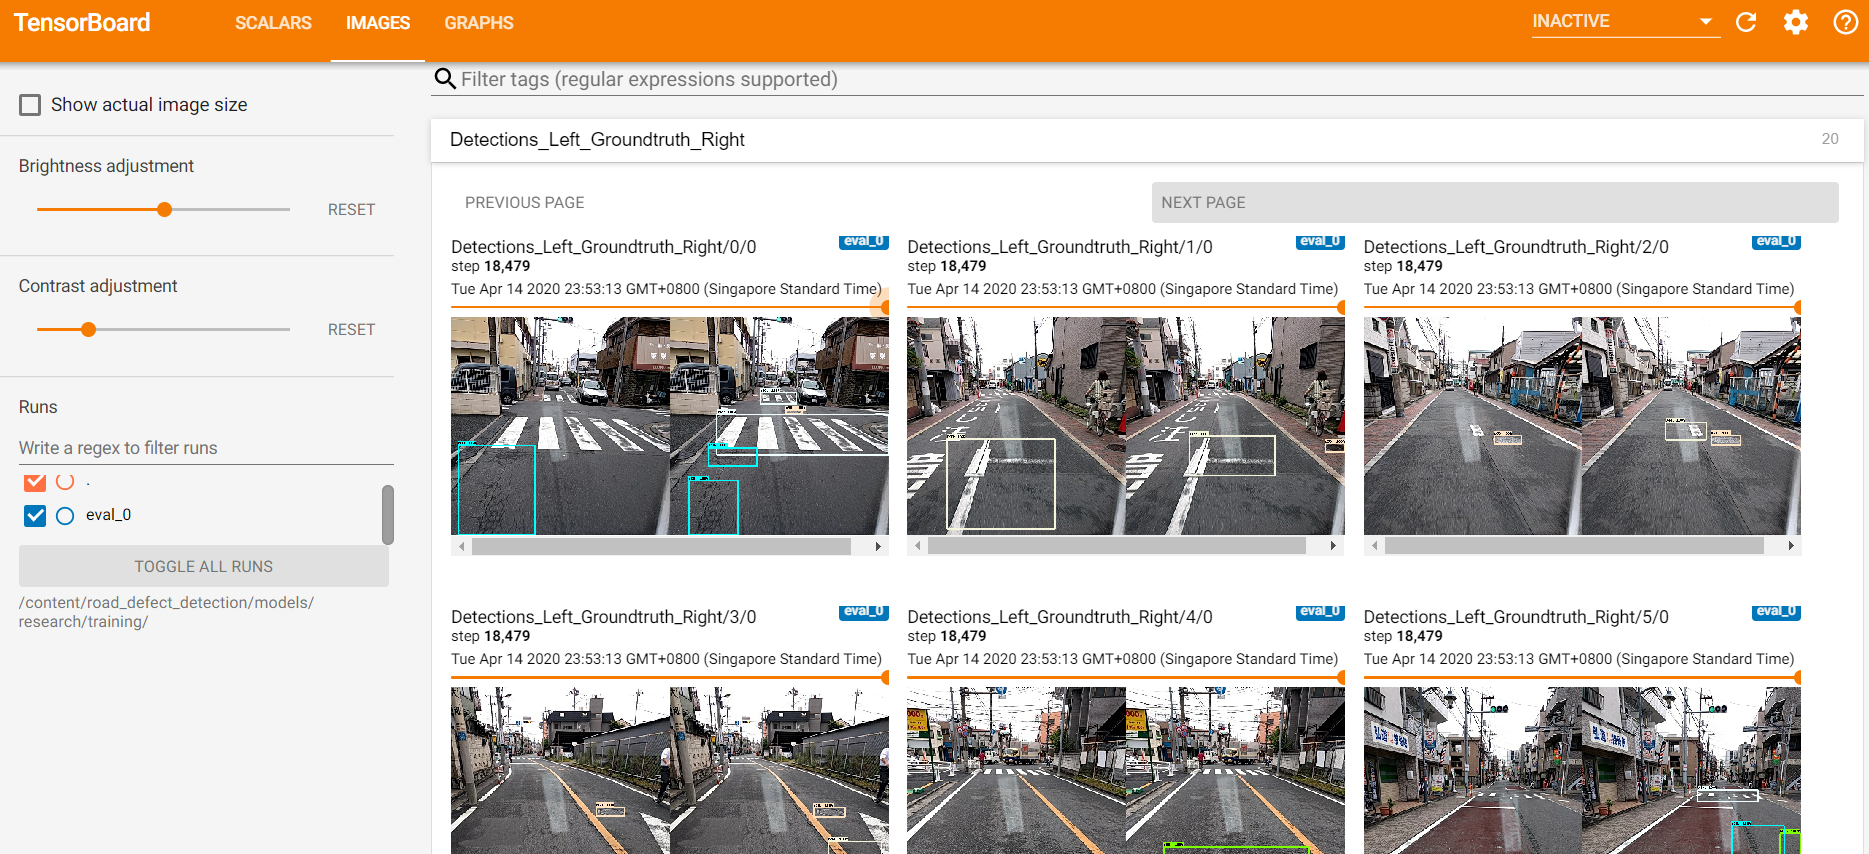 TensorBoard
SCALARS
IMAGES
GRAPHS
INACTIVE
Show actual image size
Brightness adjustment
RESET
Contrast adjustment
RESET
Runs
Write a regex to filter runs
.
eval_0
TOGGLE ALL RUNS
/content/road_defect_detection/models/
research/training/
Filter tags (regular expressions supported)
Detections_Left_Groundtruth_Right
20
PREVIOUS PAGE
NEXT PAGE
Detections_Left_Groundtruth_Right/0/0
eval_0
step 18,479
Tue Apr 14 2020 23:53:13 GMT+0800 (Singapore Standard Time)
Detections_Left_Groundtruth_Right/1/0
eval_0
step 18,479
Tue Apr 14 2020 23:53:13 GMT+0800 (Singapore Standard Time)
Detections_Left_Groundtruth_Right/2/0
eval_0
step 18,479
Tue Apr 14 2020 23:53:13 GMT+0800 (Singapore Standard Time)
Detections_Left_Groundtruth_Right/3/0
eval_0
step 18,479
Tue Apr 14 2020 23:53:13 GMT+0800 (Singapore Standard Time)
Detections_Left_Groundtruth_Right/4/0
eval_0
step 18,479
Tue Apr 14 2020 23:53:13 GMT+0800 (Singapore Standard Time)
Detections_Left_Groundtruth_Right/5/0
eval_0
step 18,479
Tue Apr 14 2020 23:53:13 GMT+0800 (Singapore Standard Time)